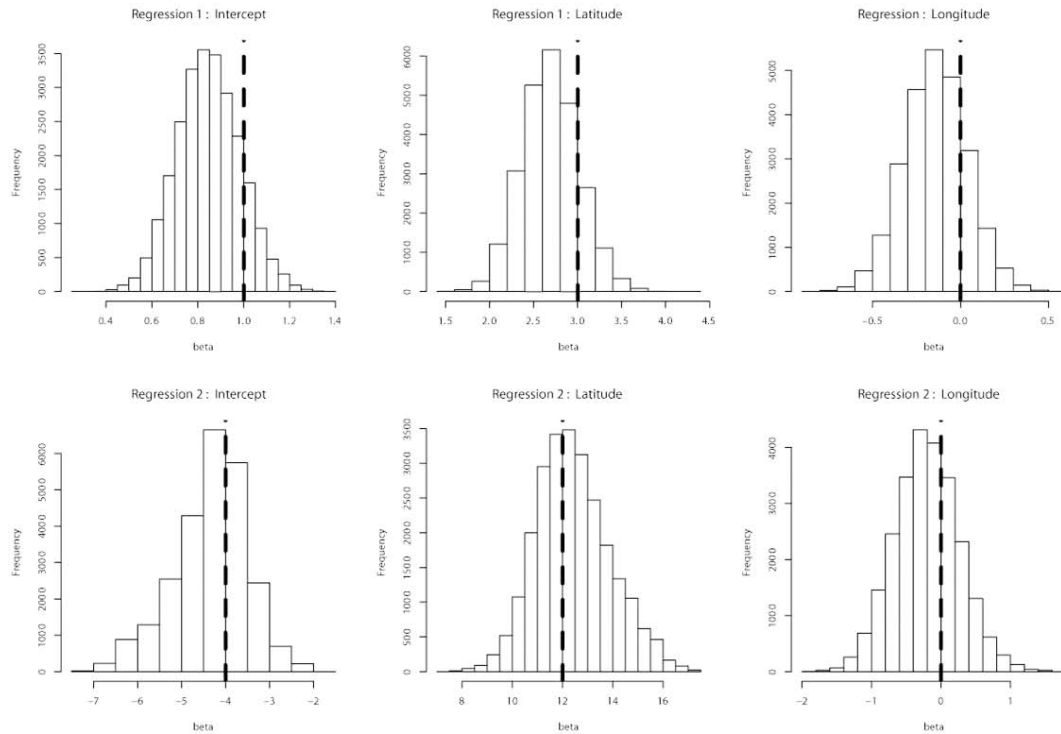 Regression 1 : Intercept
Regression 1 : Latitude
Regression : Longitude
Frequency
0 500 1000 1500 2000 2500 3000 3500
0.4 0.6 0.8 1.0 1.2 1.4
beta
Frequency
0 1000 2000 3000 4000 5000 6000
1.5 2.0 2.5 3.0 3.5 4.0 4.5
beta
Frequency
0 1000 2000 3000 4000 5000
−0.5 0.0 0.5
beta
Regression 2 : Intercept
Regression 2 : Latitude
Regression 2 : Longitude
Frequency
0 1000 2000 3000 4000 5000 6000
−7 −6 −5 −4 −3 −2
beta
Frequency
0 500 1000 1500 2000 2500 3000 3500
8 10 12 14 16
beta
Frequency
0 1000 2000 3000 4000
−2 −1 0 1
beta